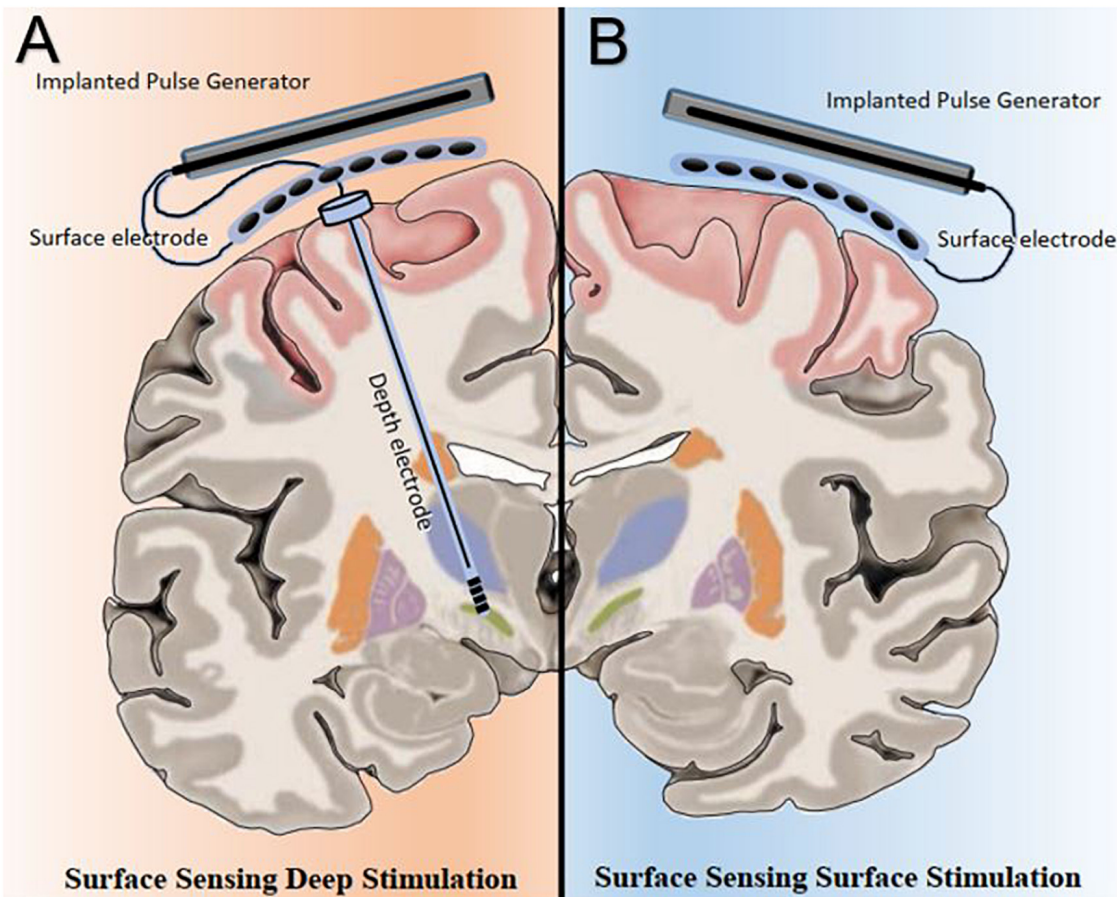 A
Implanted Pulse Generator
Surface electrode
Depth electrode
Surface Sensing Deep Stimulation
B
Implanted Pulse Generator
Surface electrode
Surface Sensing Surface Stimulation